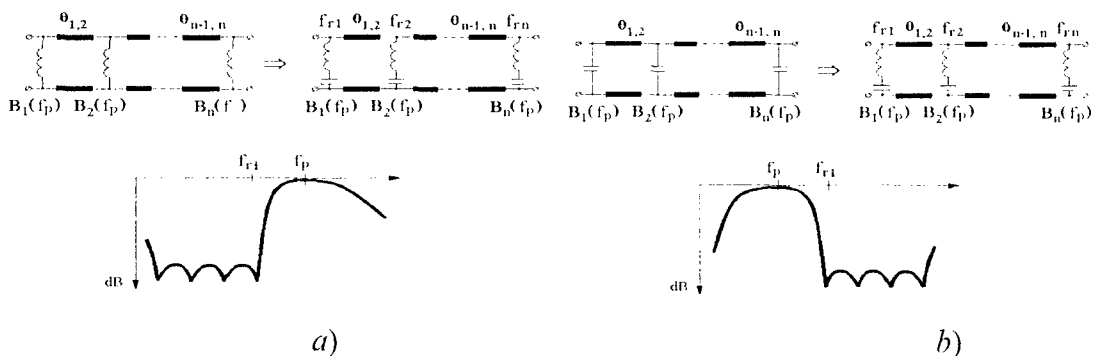 θ1,2 θn-1, n
B1(fp) B2(fp) Bn(f )
⇒
fr1 θ1,2 fr2 θn-1, n frn
B1(fp) B2(fp) Bn(fp)
θ1,2 θn-1, n
B1(fp) B2(fp) Bn(fp)
⇒
fr1 θ1,2 fr2 θn-1, n frn
B1(fp) B2(fp) Bn(fp)
fri fp
dB
fp fri
dB
a)
b)